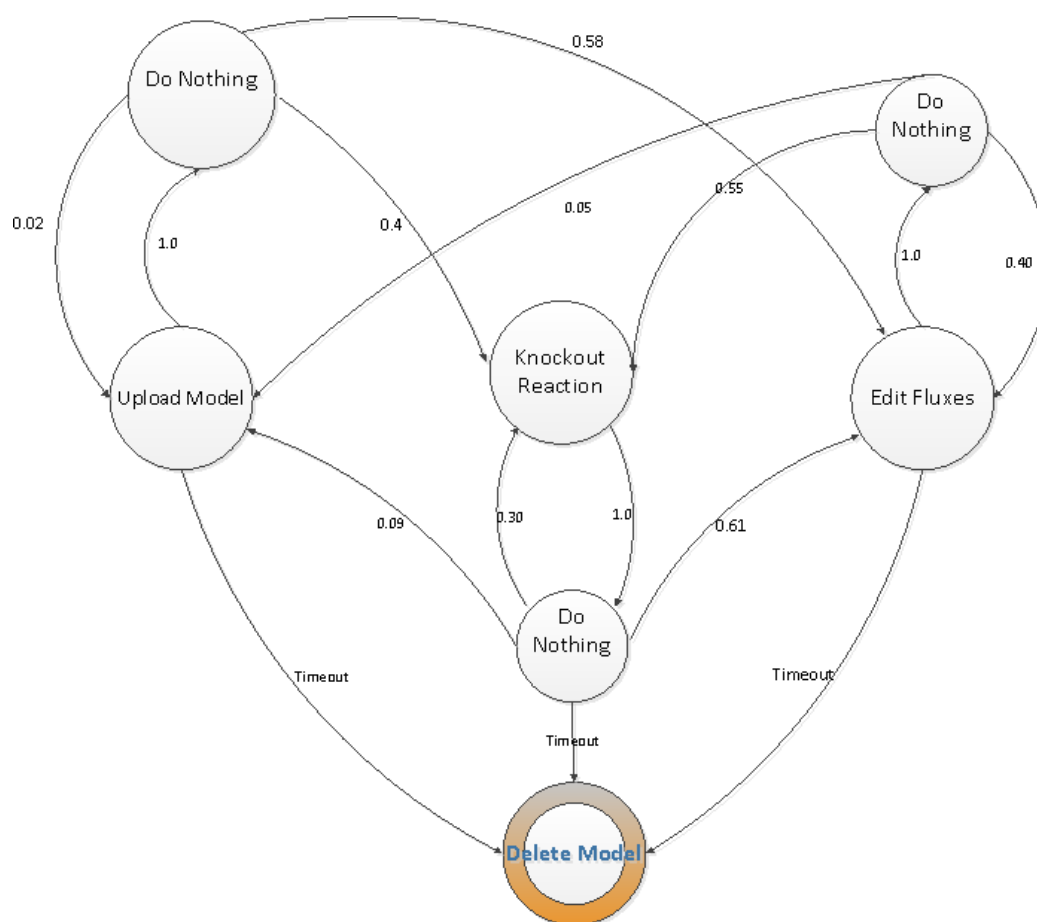 0.58
Do Nothing
Do
Nothing
0.55
0.05
0.02
0.4
1.0
1.0
0.40
Knockout
Reaction
Upload Model
Edit Fluxes
0.09
0.30
1.0
0.61
Do
Nothing
Timeout
Timeout
Timeout
Delete Model